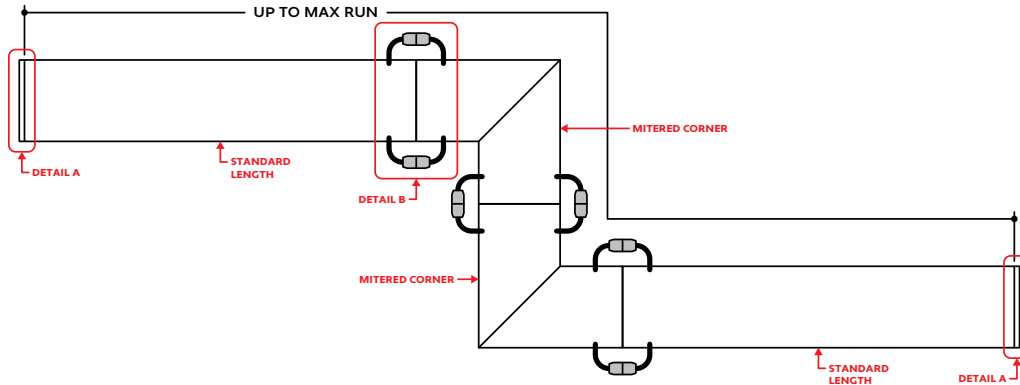 UP TO MAX RUN
MITERED CORNER
STANDARD
LENGTH
DETAIL A
DETAIL B
MITERED CORNER
STANDARD
LENGTH
DETAIL A